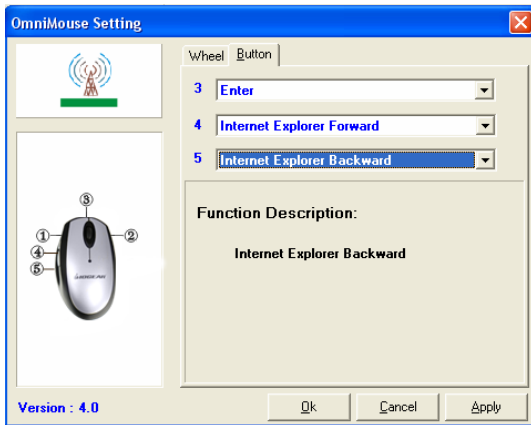 OmniMouse Setting
Wheel Button
3 Enter
4 Internet Explorer Forward
5 Internet Explorer Backward
Function Description:
Internet Explorer Backward
③
① ②
④
⑤
Version : 4.0
Ok Cancel Apply